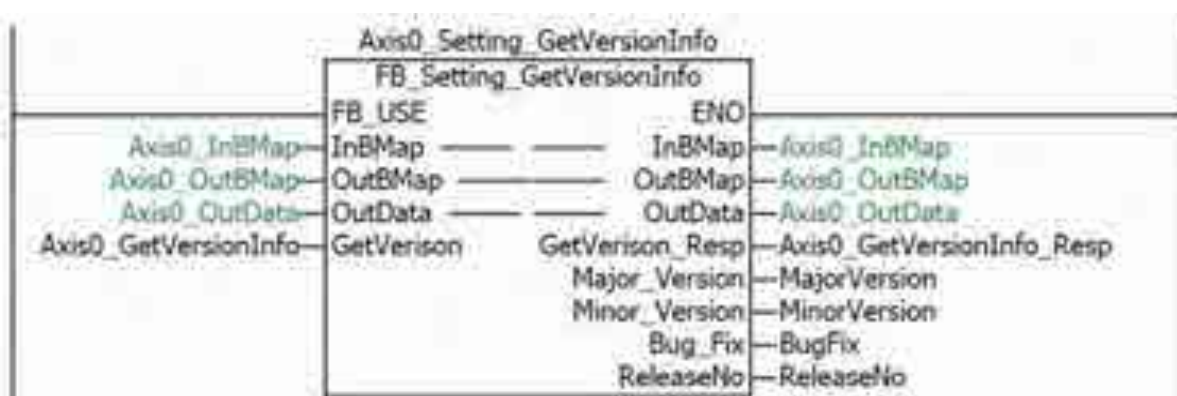 Axis0_Setting_GetVersionInfo
FB_Setting_GetVersionInfo
FB_USE ENO
Axis0_InBMap InBMap InBMap Axis0_InBMap
Axis0_OutBMap OutBMap OutBMap Axis0_OutBMap
Axis0_OutData OutData OutData Axis0_OutData
Axis0_GetVersionInfo GetVerison GetVerison_Resp Axis0_GetVersionInfo_Resp
Major_Version MajorVersion
Minor_Version MinorVersion
Bug_Fix BugFix
ReleaseNo ReleaseNo